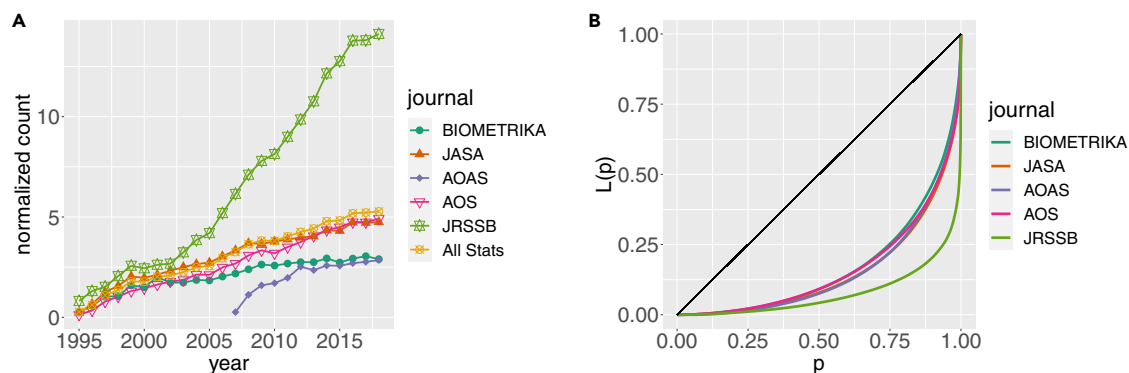 A
normalized count
10
5
0
1995 2000 2005 2010 2015
year
journal
BIOMETRIKA
JASA
AOAS
AOS
JRSSB
All Stats
B
L(p)
1.00
0.75
0.50
0.25
0.00
0.00 0.25 0.50 0.75 1.00
p
journal
BIOMETRIKA
JASA
AOAS
AOS
JRSSB